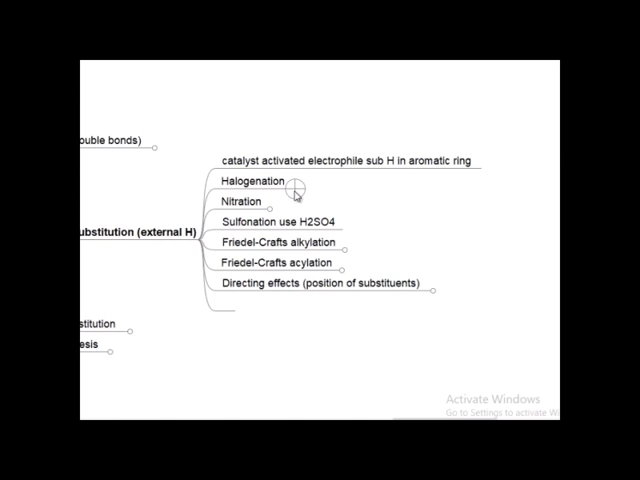 ouble bonds)
catalyst activated electrophile sub H in aromatic ring
Halogenation
Nitration
Sulfonation use H2SO4
ubstitution (external H)
Friedel-Crafts alkylation
Friedel-Crafts acylation
Directing effects (position of substituents)
stitution
esis
Activate Windows
Go to Settings to activate Wi